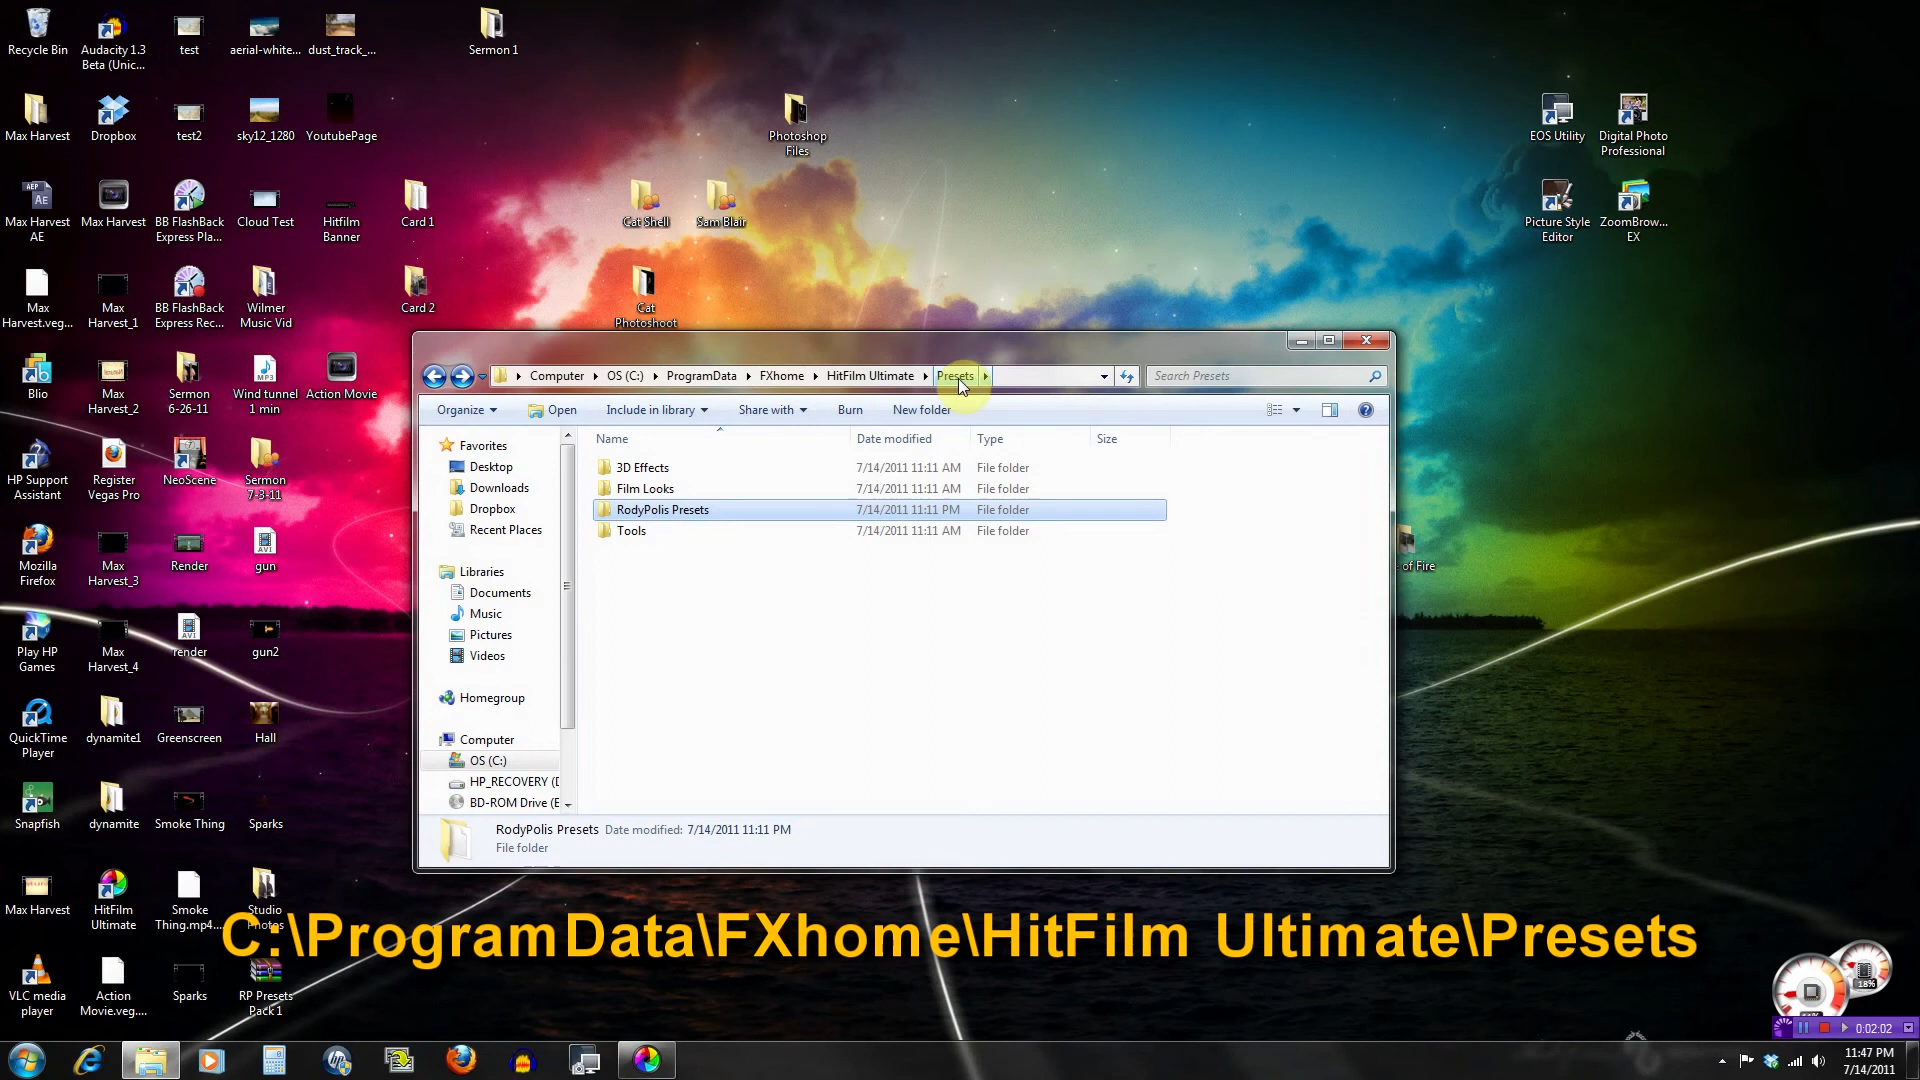 Recycle Bin
Audacity 1.3
Beta (Unic...
test
aerial-white...
dust_track_...
Sermon 1
Max Harvest
Dropbox
test2
sky12_1280
YoutubePage
Photoshop
Files
EOS Utility
Digital Photo
Professional
AEP
AE
Max Harvest
AE
Max Harvest
BB FlashBack
Express Pla...
Cloud Test
Hitfilm
Banner
Card 1
Cat Shell
Sam Blair
Picture Style
Editor
ZoomBrow...
EX
Max
Harvest.veg...
Max
Harvest_1
BB FlashBack
Express Rec...
Wilmer
Music Vid
Card 2
Cat
Photoshoot
Blio
Max
Harvest_2
Sermon
6-26-11
MP3
Wind tunnel
1 min
Action Movie
HP Support
Assistant
Register
Vegas Pro
NeoScene
Sermon
7-3-11
Mozilla
Firefox
Max
Harvest_3
Render
AVI
gun
of Fire
Play HP
Games
Max
Harvest_4
AVI
render
gun2
QuickTime
Player
dynamite1
Greenscreen
Hall
Snapfish
dynamite
Smoke Thing
Sparks
Max Harvest
HitFilm
Ultimate
Smoke
Thing.mp4...
Studio
Photos
VLC media
player
Action
Movie.veg....
Sparks
RP Presets
Pack 1
Computer
OS (C:)
ProgramData
FXhome
HitFilm Ultimate
Presets
Search Presets
Organize
Open
Include in library
Share with
Burn
New folder
Name
Date modified
Type
Size
3D Effects 7/14/2011 11:11 AM File folder
Film Looks 7/14/2011 11:11 AM File folder
RodyPolis Presets 7/14/2011 11:11 PM File folder
Tools 7/14/2011 11:11 AM File folder
Favorites
Desktop
Downloads
Dropbox
Recent Places
Libraries
Documents
Music
Pictures
Videos
Homegroup
Computer
OS (C:)
HP_RECOVERY (D
BD-ROM Drive (E
RodyPolis Presets Date modified: 7/14/2011 11:11 PM
File folder
C:\ProgramData\FXhome\HitFilm Ultimate\Presets
18%
0:02:02
11:47 PM
7/14/2011